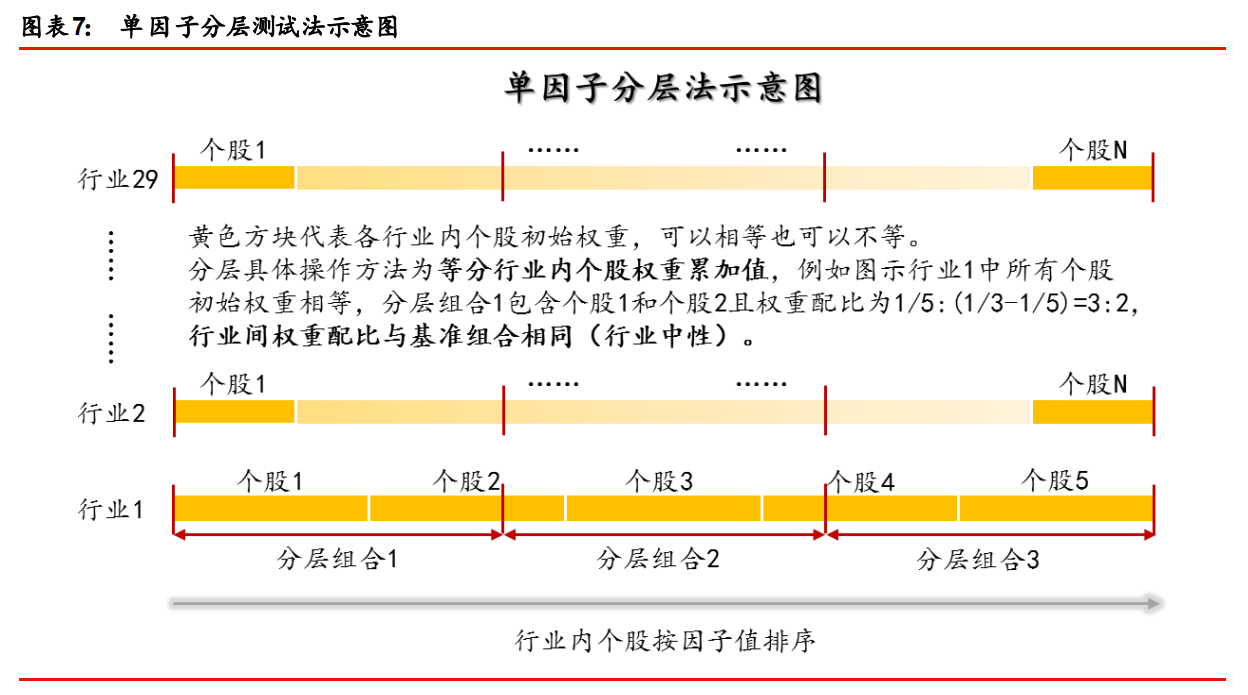 图表7： 单因子分层测试法示意图
单因子分层法示意图
个股1 …… …… 个股N
行业29
黄色方块代表各行业内个股初始权重，可以相等也可以不等。
分层具体操作方法为等分行业内个股权重累加值，例如图示行业1中所有个股
初始权重相等，分层组合1包含个股1和个股2且权重配比为1/5:(1/3-1/5)=3:2，
行业间权重配比与基准组合相同（行业中性）。
……
……
个股1 …… …… 个股N
行业2
个股1 个股2 个股3 个股4 个股5
行业1
分层组合1 分层组合2 分层组合3
行业内个股按因子值排序